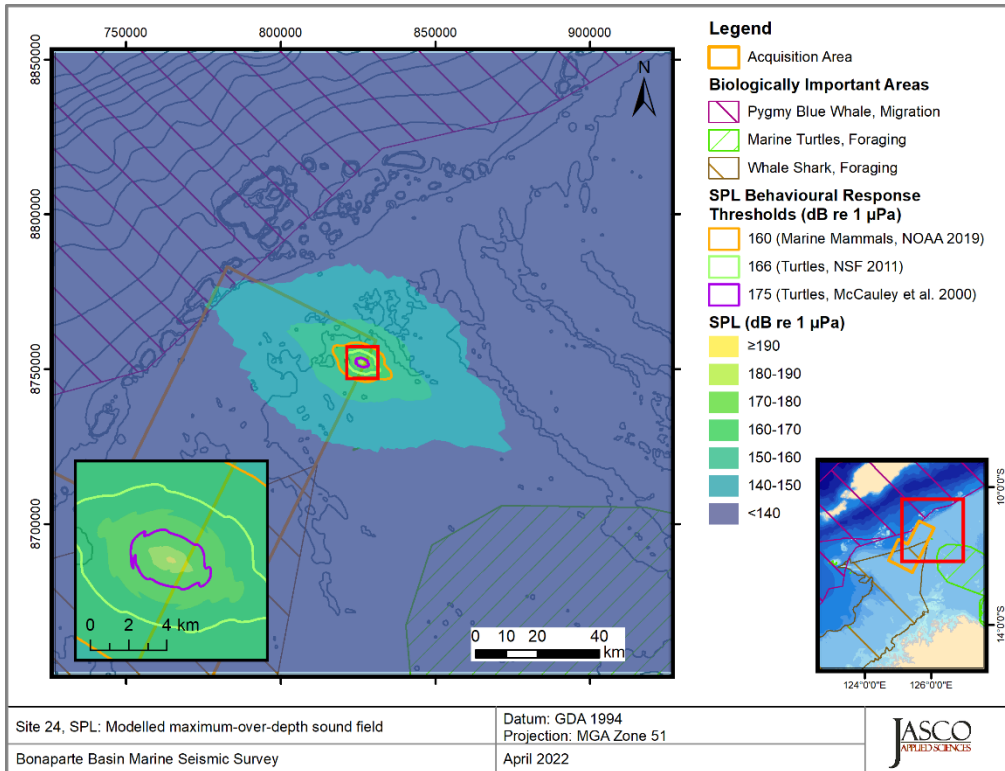 750000
800000
850000
900000
8850000
8800000
8750000
8700000
N
0 2 4 km
0 10 20 40
km
Legend
Acquisition Area
Biologically Important Areas
Pygmy Blue Whale, Migration
Marine Turtles, Foraging
Whale Shark, Foraging
SPL Behavioural Response
Thresholds (dB re 1 µPa)
160 (Marine Mammals, NOAA 2019)
166 (Turtles, NSF 2011)
175 (Turtles, McCauley et al. 2000)
SPL (dB re 1 µPa)
≥190
180-190
170-180
160-170
150-160
140-150
<140
10°0'0"S
14°0'0"S
124°0'0"E
126°0'0"E
Site 24, SPL: Modelled maximum-over-depth sound field
Datum: GDA 1994
Projection: MGA Zone 51
Bonaparte Basin Marine Seismic Survey
April 2022
JASCO
APPLIED SCIENCES